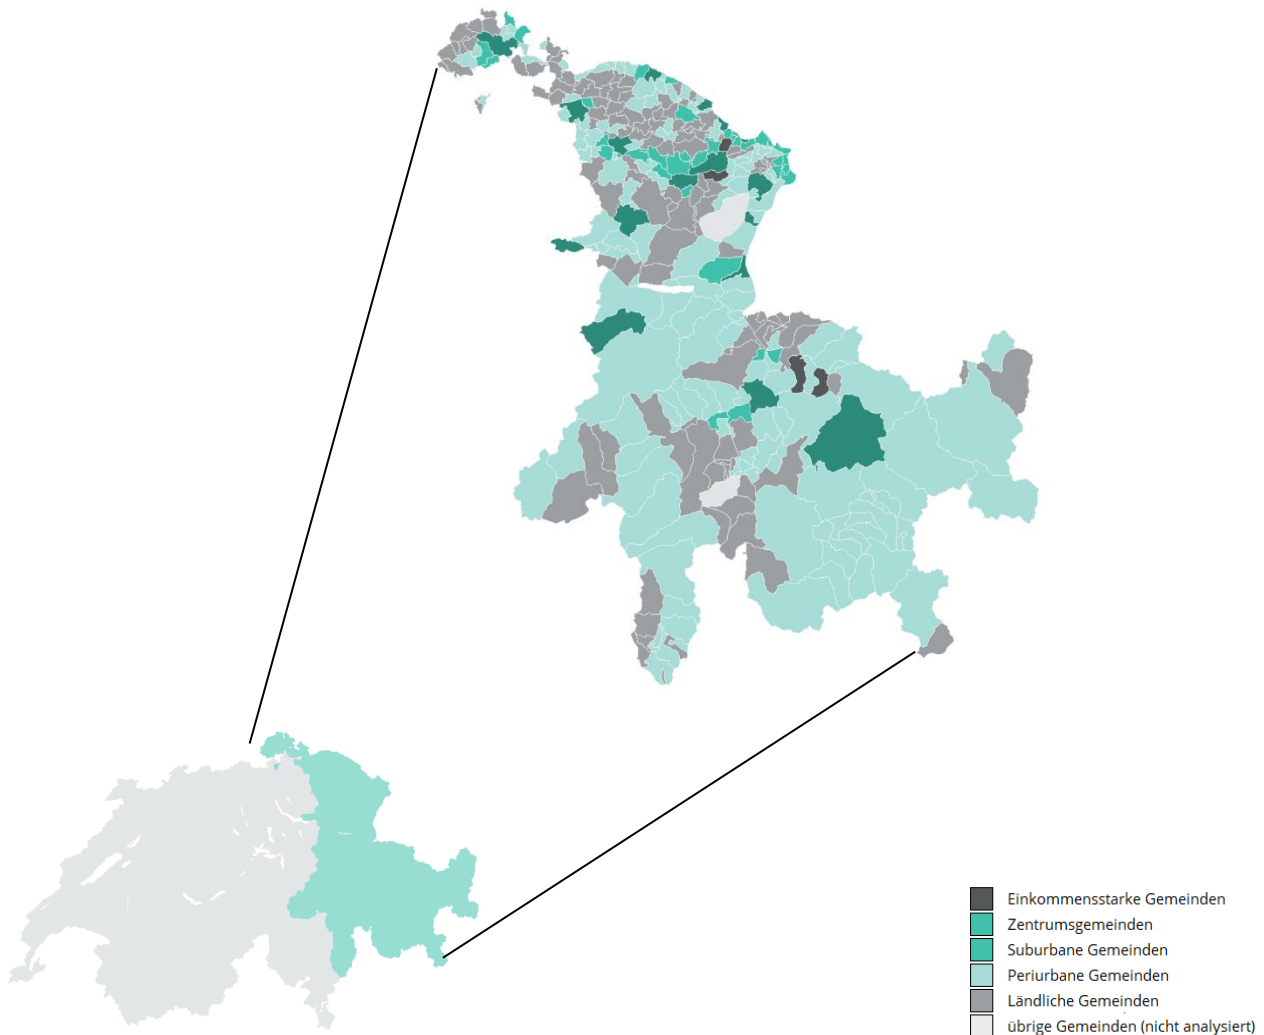 Einkommensstarke Gemeinden
Zentrumsgemeinden
Suburbane Gemeinden
Periurbane Gemeinden
Ländliche Gemeinden
übrige Gemeinden (nicht analysiert)